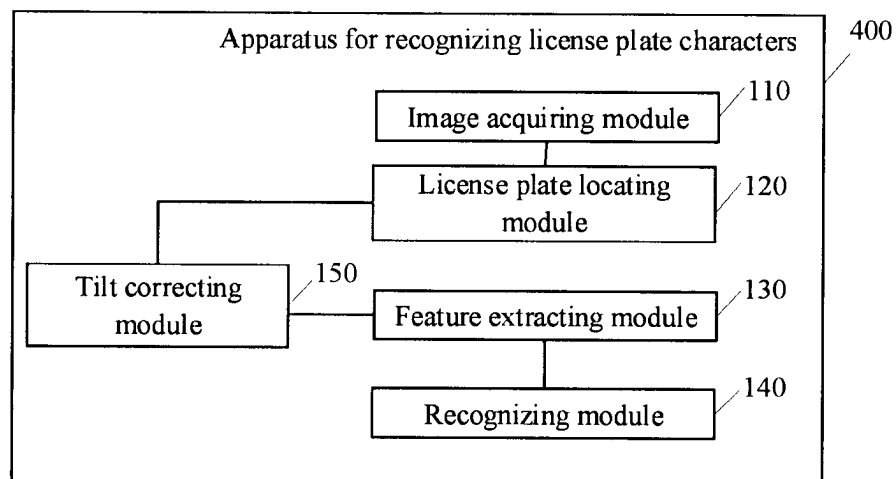 Apparatus for recognizing license plate characters
400
110
Image acquiring module
License plate locating
module
120
Tilt correcting
module
150
130
Feature extracting module
140
Recognizing module